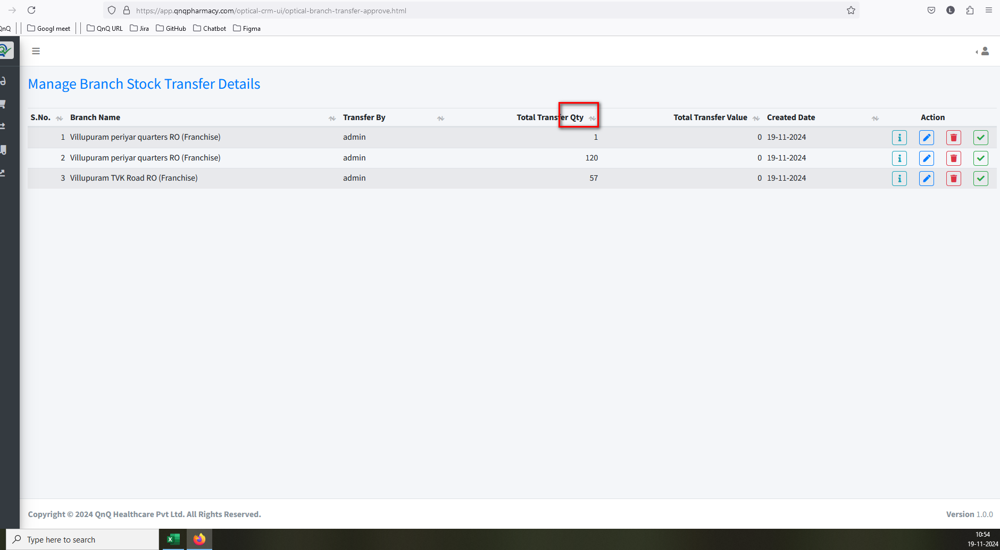 https://app.qnqpharmacy.com/optical-crm-ui/optical-branch-transfer-approve.html
L
QnQ Googl meet QnQ URL Jira GitHub Chatbot Figma
Manage Branch Stock Transfer Details
S.No. Branch Name Transfer By Total Transfer Qty Total Transfer Value Created Date Action
1 Villupuram periyar quarters RO (Franchise) admin 1 0 19-11-2024
2 Villupuram periyar quarters RO (Franchise) admin 120 0 19-11-2024
3 Villupuram TVK Road RO (Franchise) admin 57 0 19-11-2024
Copyright © 2024 QnQ Healthcare Pvt Ltd. All Rights Reserved. Version 1.0.0
Type here to search
10:54
19-11-2024